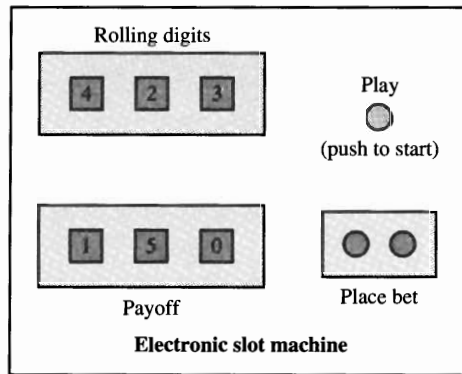 Rolling digits
4 2 3
Play
(push to start)
1 5 0
Payoff
Place bet
Electronic slot machine